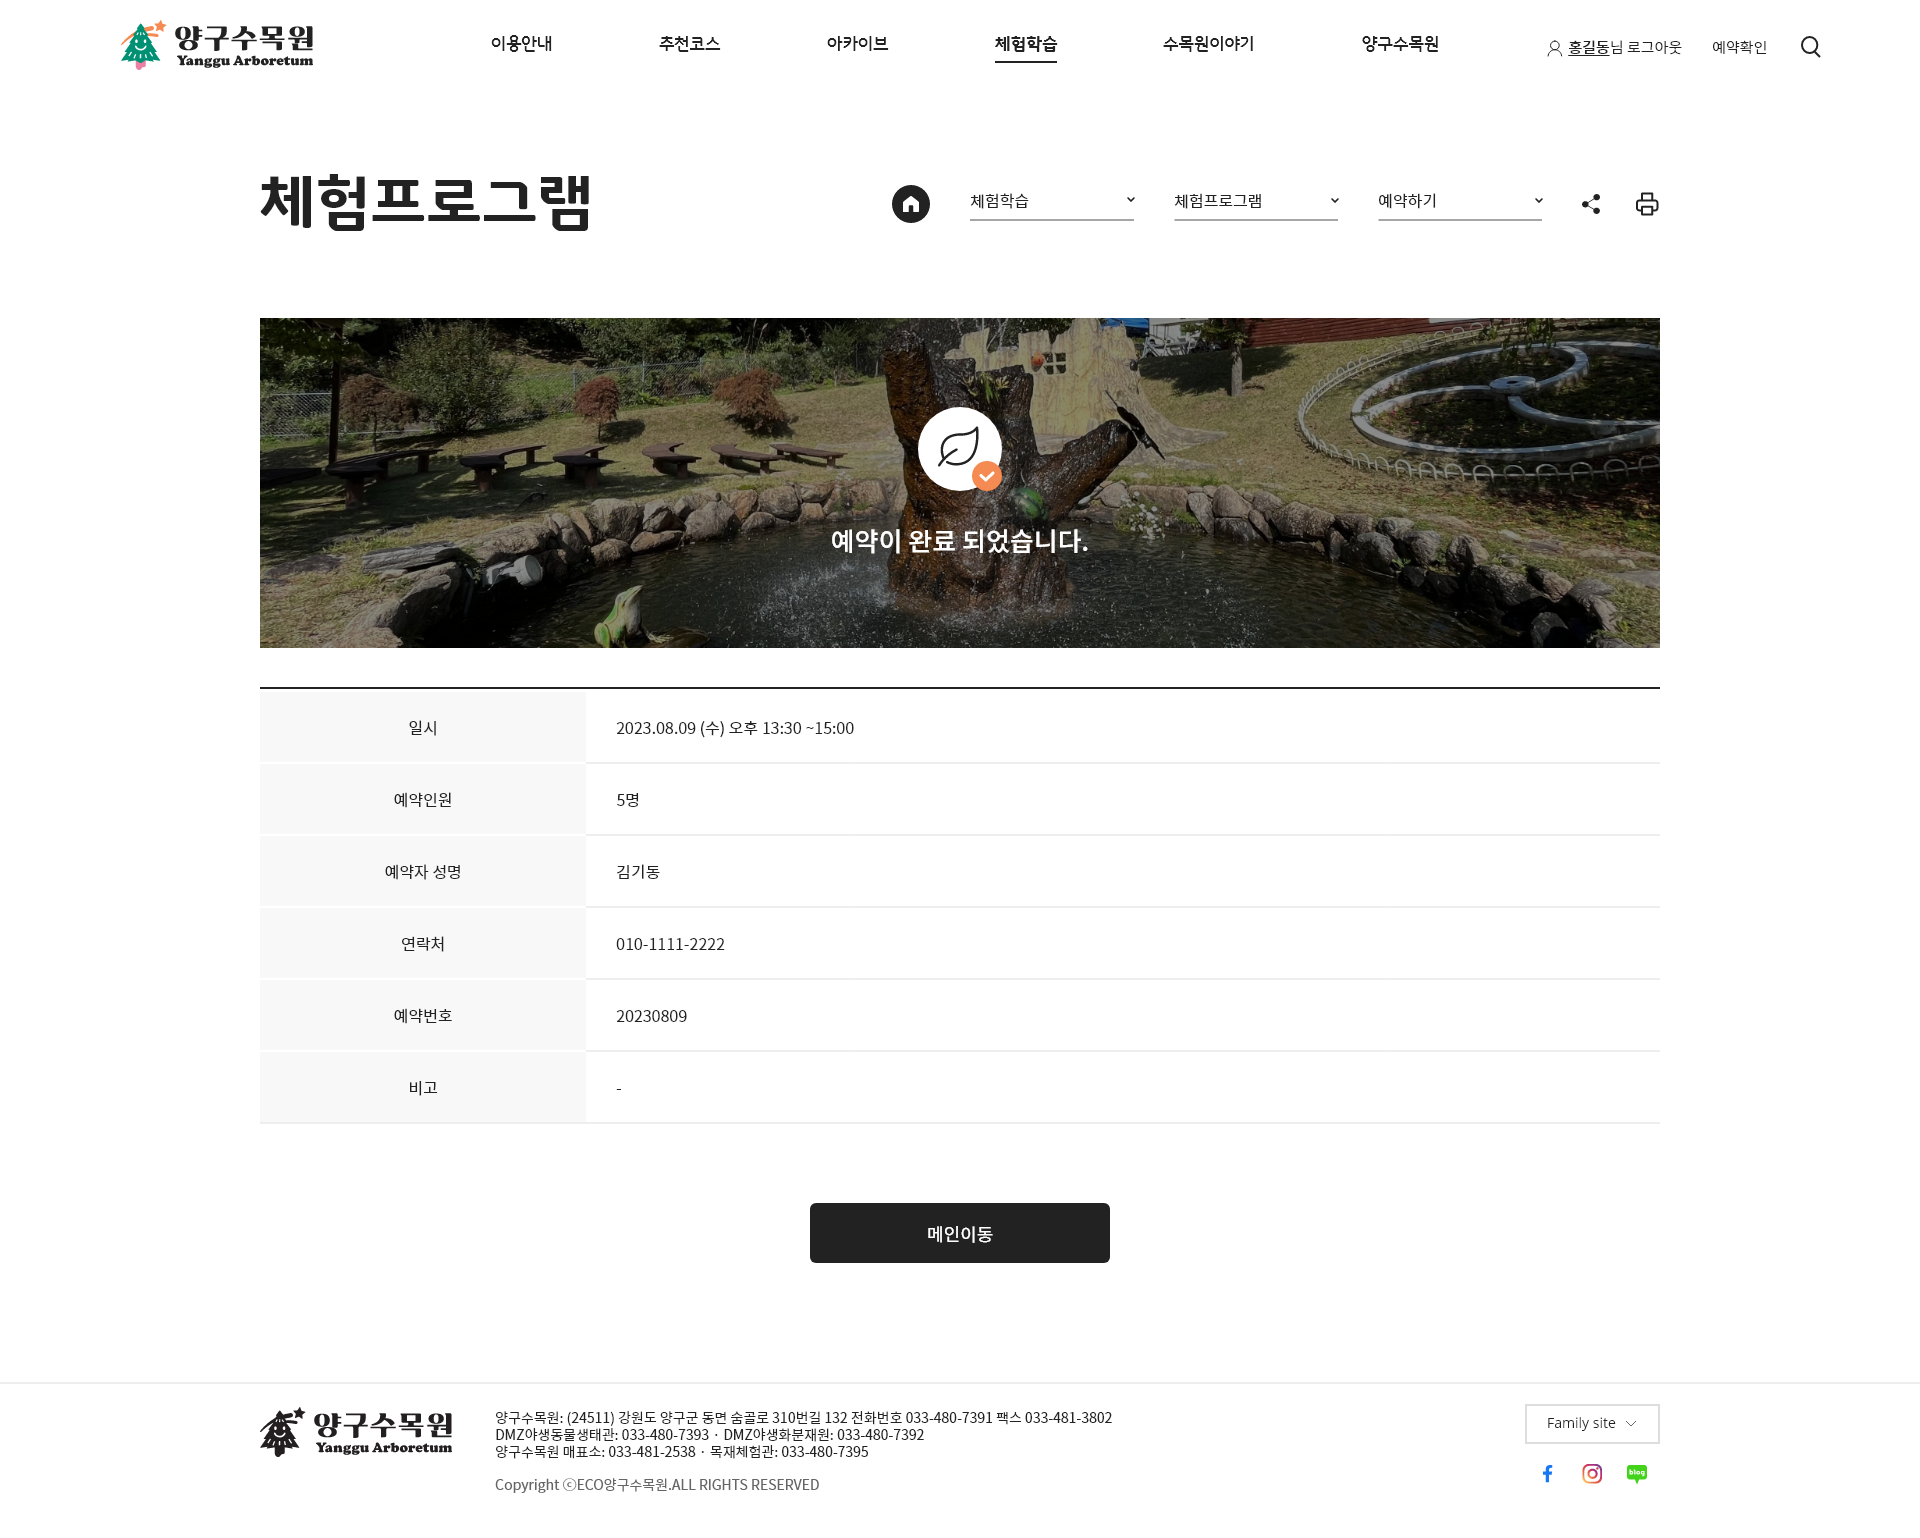 양구수목원
Yanggu Arboretum
이용안내
추천코스
아카이브
체험학습
수목원이야기
양구수목원
홍길동님 로그아웃
예약확인
체험프로그램
체험학습
체험프로그램
예약하기
예약이 완료 되었습니다.
일시
2023.08.09 (수) 오후 13:30 ~15:00
예약인원
5명
예약자 성명
김기동
연락처
010-1111-2222
예약번호
20230809
비고
-
메인이동
양구수목원
Yanggu Arboretum
양구수목원: (24511) 강원도 양구군 동면 숨골로 310번길 132 전화번호 033-480-7391 팩스 033-481-3802
DMZ야생동물생태관: 033-480-7393 · DMZ야생화분재원: 033-480-7392
양구수목원 매표소: 033-481-2538 · 목재체험관: 033-480-7395
Copyright ⓒECO양구수목원.ALL RIGHTS RESERVED
Family site
blog